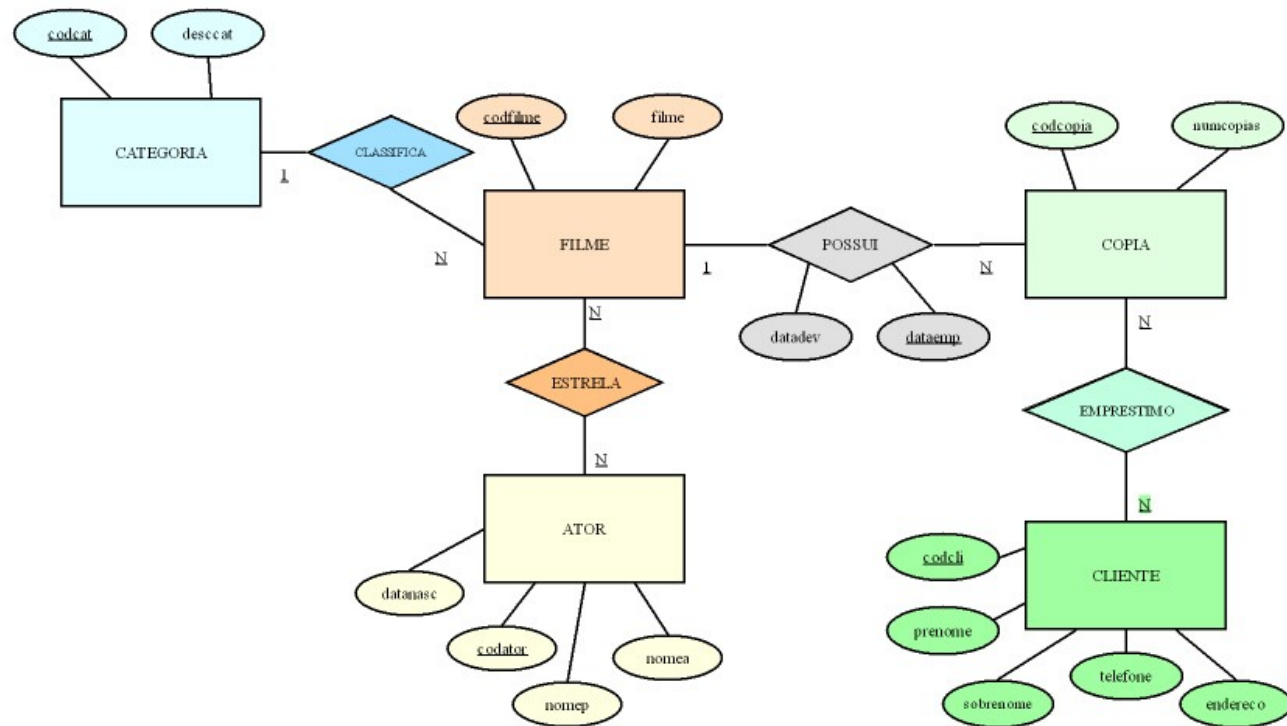 codcat
desccat
CATEGORIA
1
CLASSIFICA
N
codfilme
filme
FILME
1
POSSUI
N
datadev
dataemp
codcopia
numcopias
COPIA
N
ESTRELA
N
N
EMPRESTIMO
N
ATOR
datanasc
codator
nomep
nomea
CLIENTE
codcli
prenome
sobrenome
telefone
endereco